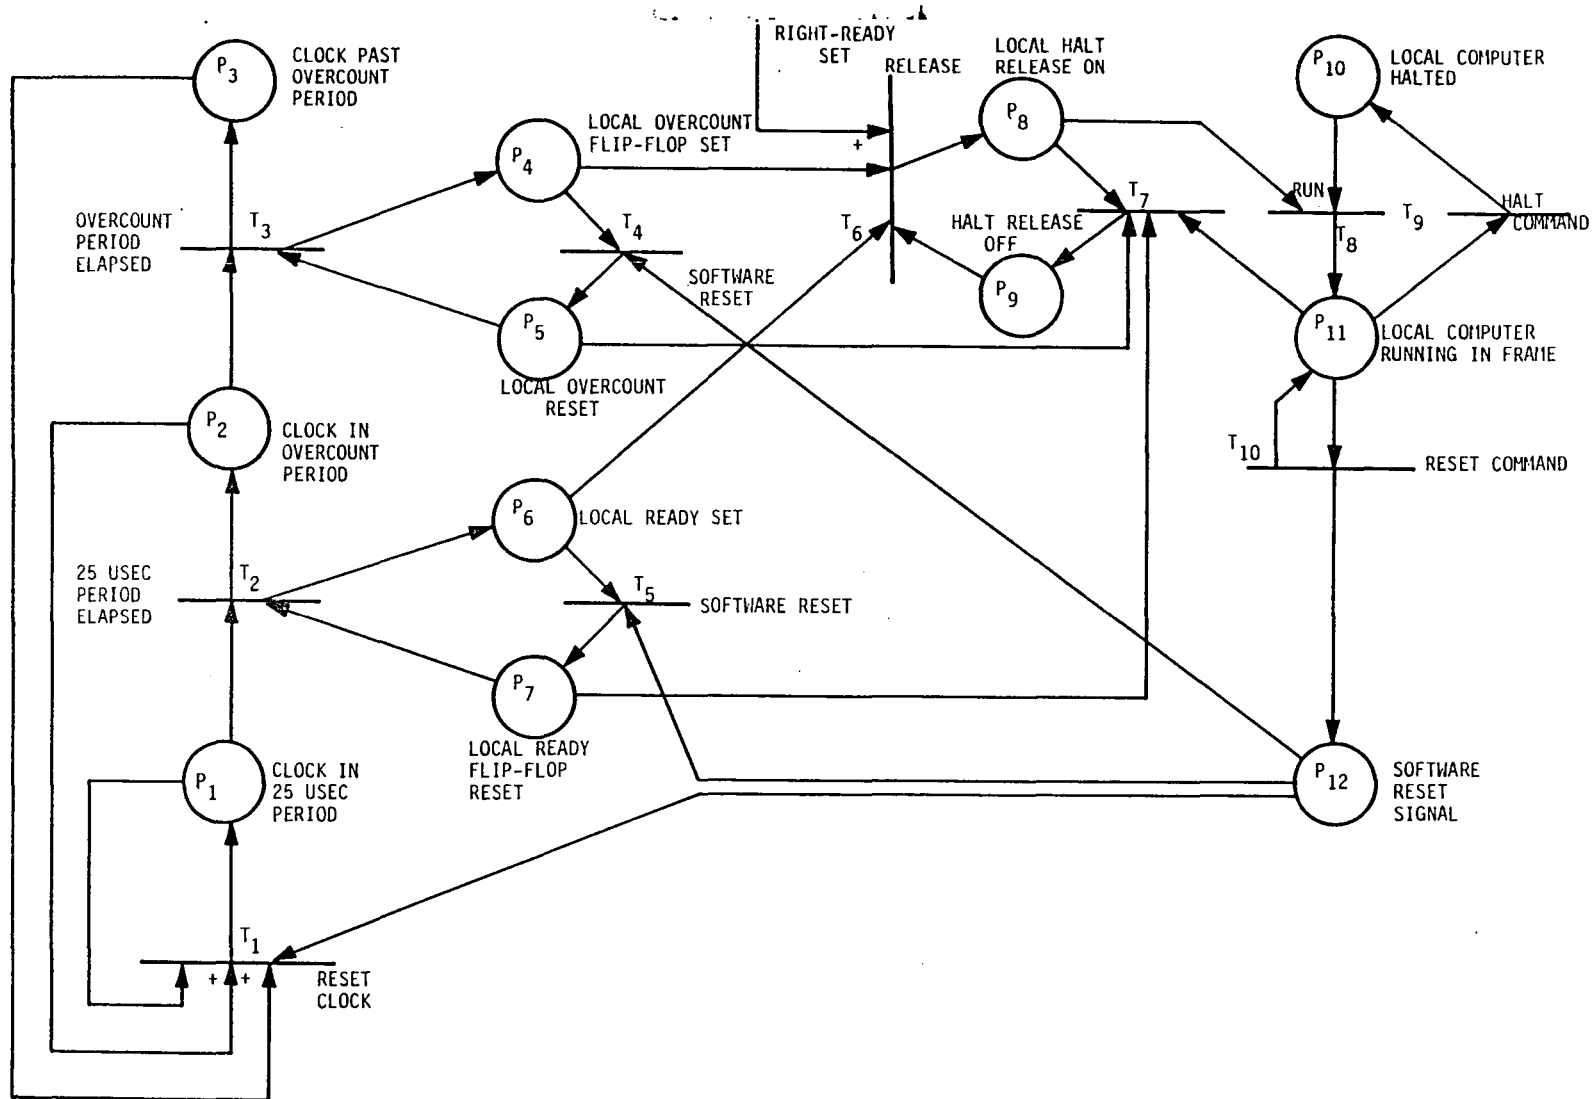 RIGHT-READY
SET
RELEASE
LOCAL HALT
RELEASE ON
P3
CLOCK PAST
OVERCOUNT
PERIOD
P10
LOCAL COMPUTER
HALTED
P8
P4
LOCAL OVERCOUNT
FLIP-FLOP SET
+
OVERCOUNT
PERIOD
ELAPSED
T3
T4
SOFTWARE
RESET
T6
HALT RELEASE
OFF
T7
RUN
T8
T9
HALT
COMMAND
P9
P5
LOCAL OVERCOUNT
RESET
P11
LOCAL COMPUTER
RUNNING IN FRAME
P2
CLOCK IN
OVERCOUNT
PERIOD
T10
RESET COMMAND
P6
LOCAL READY SET
25 USEC
PERIOD
ELAPSED
T2
T5
SOFTWARE RESET
P7
LOCAL READY
FLIP-FLOP
RESET
P1
CLOCK IN
25 USEC
PERIOD
P12
SOFTWARE
RESET
SIGNAL
T1
+ +
RESET
CLOCK